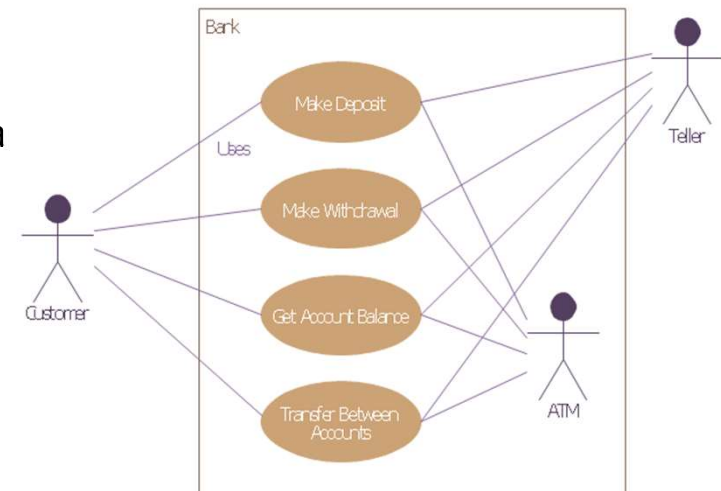 Bank
Make Deposit
Teller
a
Uses
Make Withdrawal
Customer
Get Account Balance
Transfer Between
Accounts
ATM